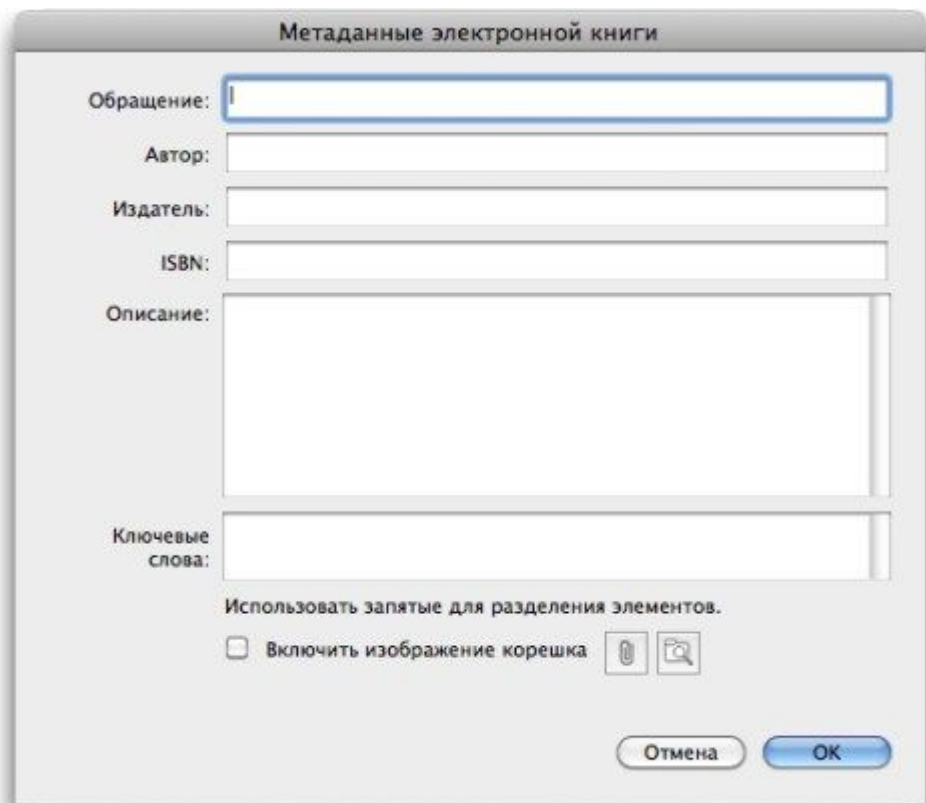 Метаданные электронной книги
Обращение:
Автор:
Издатель:
ISBN:
Описание:
Ключевые
слова:
Использовать запятые для разделения элементов.
Включить изображение корешка
Отмена
OK